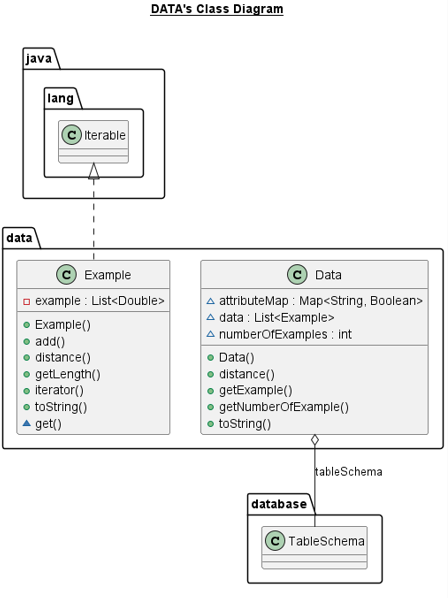 DATA's Class Diagram
java
lang
C Iterable
data
C Example
example : List<Double>
Example()
add()
distance()
getLength()
iterator()
toString()
get()
C Data
attributeMap : Map<String, Boolean>
data : List<Example>
numberOfExamples : int
Data()
distance()
getExample()
getNumberOfExample()
toString()
tableSchema
database
C TableSchema